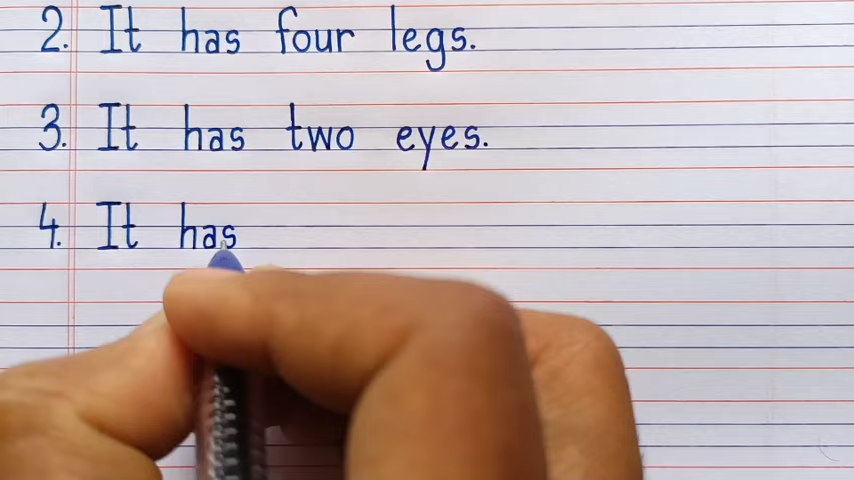 2. It has four legs.
3. It has two eyes.
4. It has